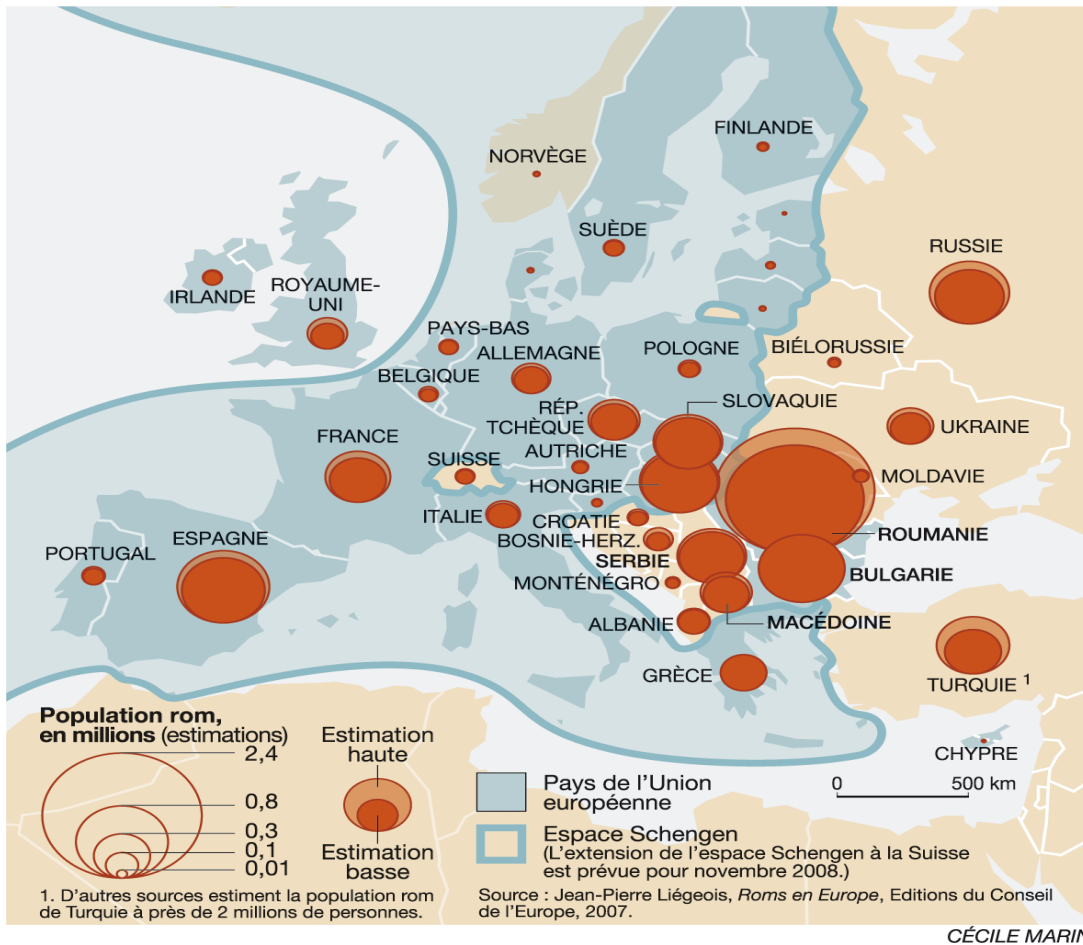 FINLANDE
NORVÈGE
SUÈDE
RUSSIE
IRLANDE
ROYAUME-
UNI
PAYS-BAS
ALLEMAGNE
POLOGNE
BIÉLORUSSIE
BELGIQUE
SLOVAQUIE
RÉP.
TCHÈQUE
UKRAINE
FRANCE
AUTRICHE
SUISSE
HONGRIE
MOLDAVIE
ITALIE
CROATIE
BOSNIE-HERZ.
ROUMANIE
PORTUGAL
ESPAGNE
SERBIE
BULGARIE
MONTÉNÉGRO
ALBANIE
MACÉDOINE
GRÈCE
TURQUIE 1
CHYPRE
0 500 km
Population rom,
en millions (estimations)
2,4
0,8
0,3
0,1
0,01
Estimation
haute
Estimation
basse
Pays de l'Union
européenne
Espace Schengen
(L'extension de l'espace Schengen à la Suisse
est prévue pour novembre 2008.)
1. D'autres sources estiment la population rom
de Turquie à près de 2 millions de personnes.
Source : Jean-Pierre Liégeois, Roms en Europe, Editions du Conseil
de l'Europe, 2007.
CÉCILE MARIN